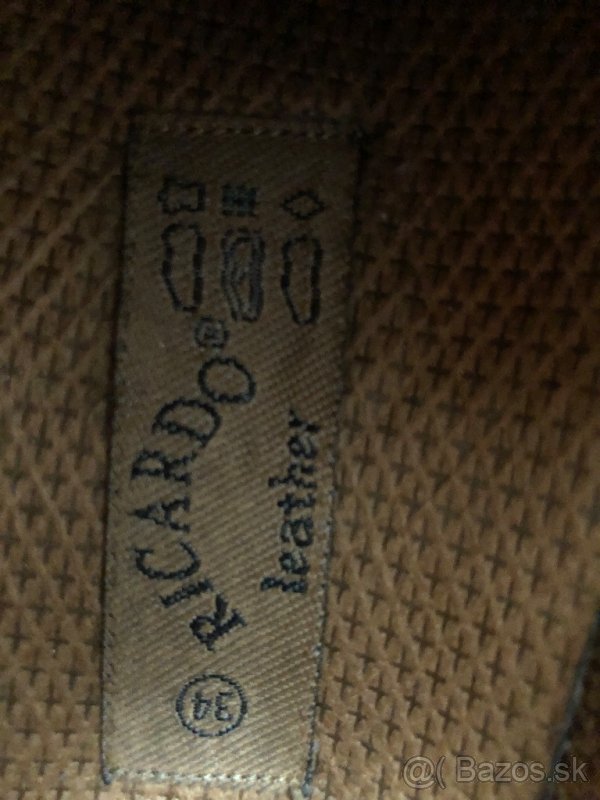 34 RICARDO®
leather
@( Bazos.sk